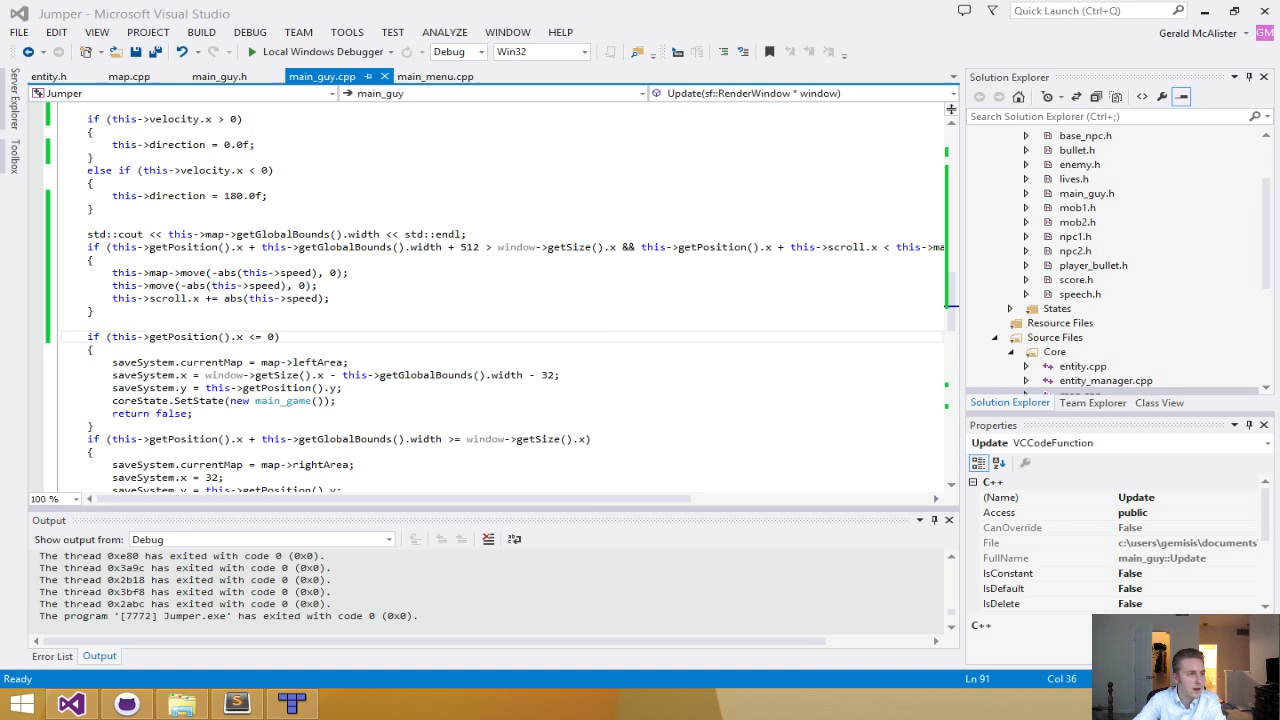 Jumper - Microsoft Visual Studio
Quick Launch (Ctrl+Q)
FILE EDIT VIEW PROJECT BUILD DEBUG TEAM TOOLS TEST ANALYZE WINDOW HELP
Gerald McAlister GM
Local Windows Debugger Debug Win32
Server Explorer
Toolbox
entity.h map.cpp main_guy.h main_guy.cpp main_menu.cpp
Jumper main_guy Update(sf::RenderWindow * window)
if (this->velocity.x > 0)
{
this->direction = 0.0f;
}
else if (this->velocity.x < 0)
{
this->direction = 180.0f;
}
std::cout << this->map->getGlobalBounds().width << std::endl;
if (this->getPosition().x + this->getGlobalBounds().width + 512 > window->getSize().x && this->getPosition().x + this->scroll.x < this->ma
{
this->map->move(-abs(this->speed), 0);
this->move(-abs(this->speed), 0);
this->scroll.x += abs(this->speed);
}
if (this->getPosition().x <= 0)
{
saveSystem.currentMap = map->leftArea;
saveSystem.x = window->getSize().x - this->getGlobalBounds().width - 32;
saveSystem.y = this->getPosition().y;
coreState.SetState(new main_game());
return false;
}
if (this->getPosition().x + this->getGlobalBounds().width >= window->getSize().x)
{
saveSystem.currentMap = map->rightArea;
saveSystem.x = 32;
saveSystem.y = this->getPosition().y;
100 %
Output
Show output from: Debug
The thread 0xe80 has exited with code 0 (0x0).
The thread 0x3a9c has exited with code 0 (0x0).
The thread 0x2b18 has exited with code 0 (0x0).
The thread 0x3bf8 has exited with code 0 (0x0).
The thread 0x2abc has exited with code 0 (0x0).
The program '[7772] Jumper.exe' has exited with code 0 (0x0).
Error List Output
Solution Explorer
Search Solution Explorer (Ctrl+;)
base_npc.h
bullet.h
enemy.h
lives.h
main_guy.h
mob1.h
mob2.h
npc1.h
npc2.h
player_bullet.h
score.h
speech.h
States
Resource Files
Source Files
Core
entity.cpp
entity_manager.cpp
Solution Explorer Team Explorer Class View
Properties
Update VCCodeFunction
C++
(Name) Update
Access public
CanOverride False
File c:\users\gemisis\documents
FullName main_guy::Update
IsConstant False
IsDefault False
IsDelete False
C++
Ready Ln 91 Col 36